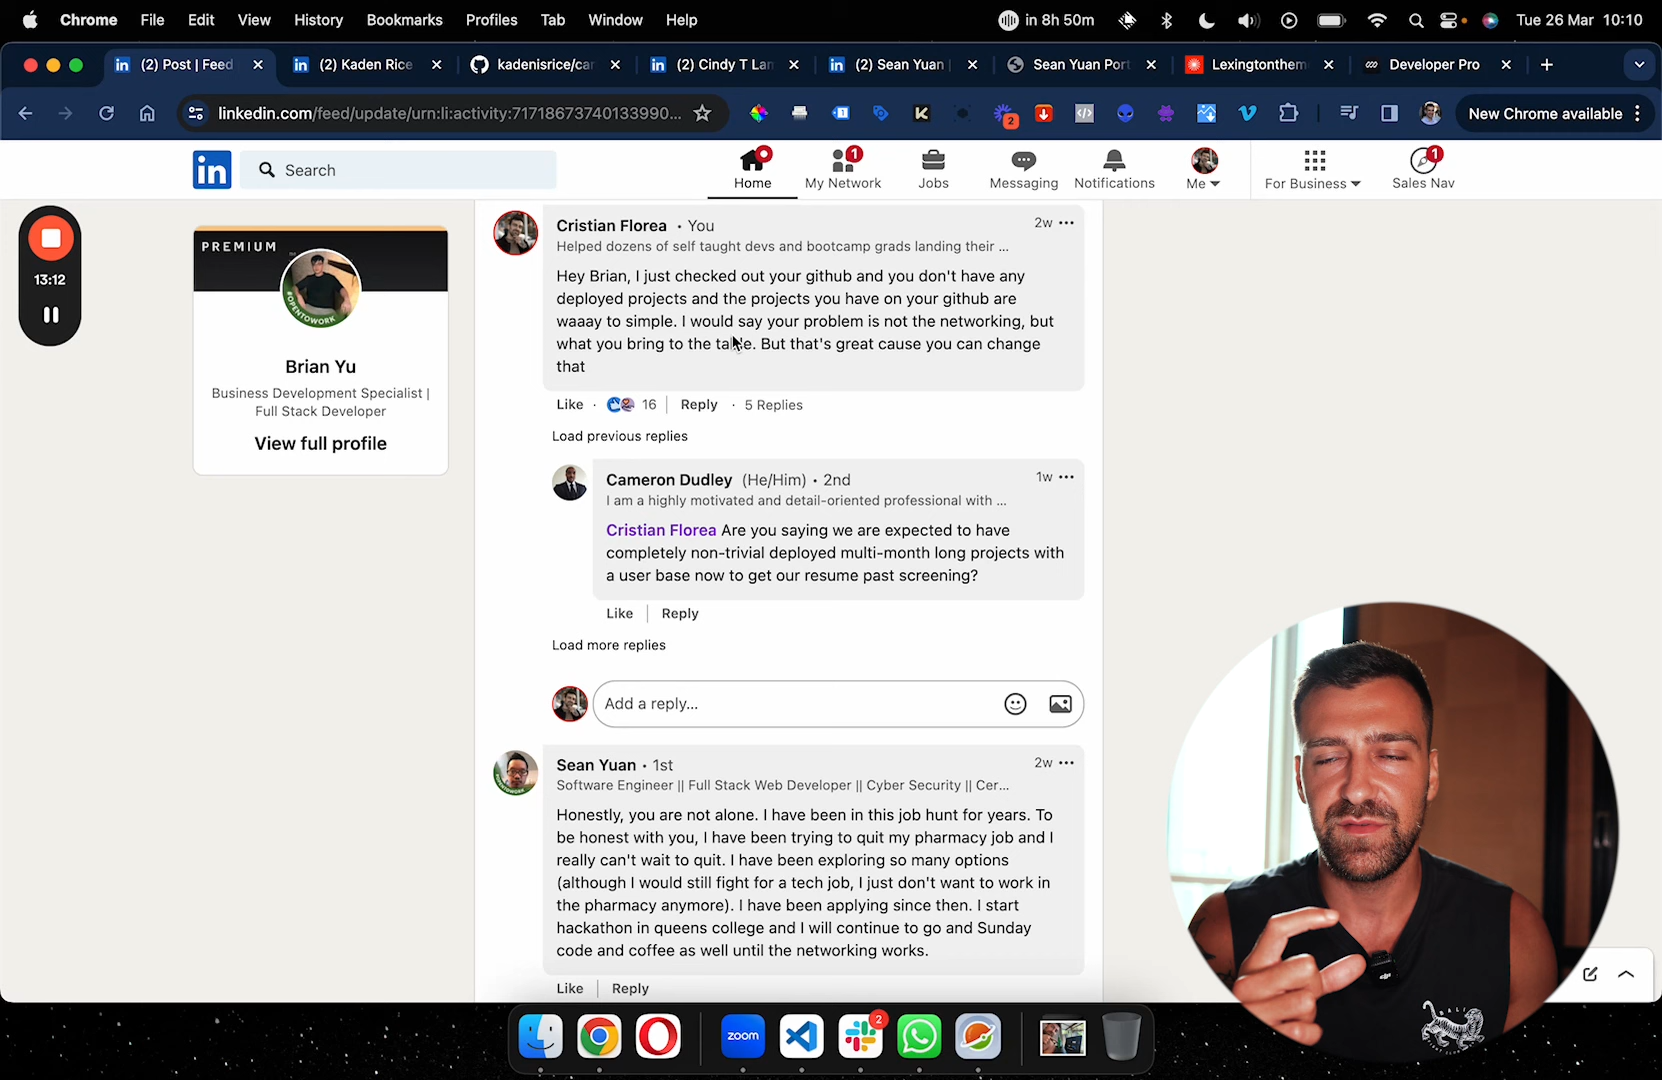 Chrome File Edit View History Bookmarks Profiles Tab Window Help in 8h 50m Tue 26 Mar 10:10
(2) Post | Feed (2) Kaden Rice kadenisrice/car (2) Cindy T Lan (2) Sean Yuan Sean Yuan Port Lexingtonthem Developer Pro
linkedin.com/feed/update/urn:li:activity:71718673740133990... 2 New Chrome available
in Search Home 1 My Network Jobs Messaging Notifications Me For Business 1 Sales Nav
13:12
PREMIUM
#OPENTOWORK
Brian Yu
Business Development Specialist |
Full Stack Developer
View full profile
Cristian Florea • You 2w
Helped dozens of self taught devs and bootcamp grads landing their ...
Hey Brian, I just checked out your github and you don't have any
deployed projects and the projects you have on your github are
waaay to simple. I would say your problem is not the networking, but
what you bring to the table. But that's great cause you can change
that
Like · 16 Reply · 5 Replies
Load previous replies
Cameron Dudley (He/Him) • 2nd 1w
I am a highly motivated and detail-oriented professional with ...
Cristian Florea Are you saying we are expected to have
completely non-trivial deployed multi-month long projects with
a user base now to get our resume past screening?
Like Reply
Load more replies
Add a reply...
Sean Yuan • 1st 2w
Software Engineer || Full Stack Web Developer || Cyber Security || Cer...
Honestly, you are not alone. I have been in this job hunt for years. To
be honest with you, I have been trying to quit my pharmacy job and I
really can't wait to quit. I have been exploring so many options
(although I would still fight for a tech job, I just don't want to work in
the pharmacy anymore). I have been applying since then. I start
hackathon in queens college and I will continue to go and Sunday
code and coffee as well until the networking works.
Like Reply
zoom 2
BALI